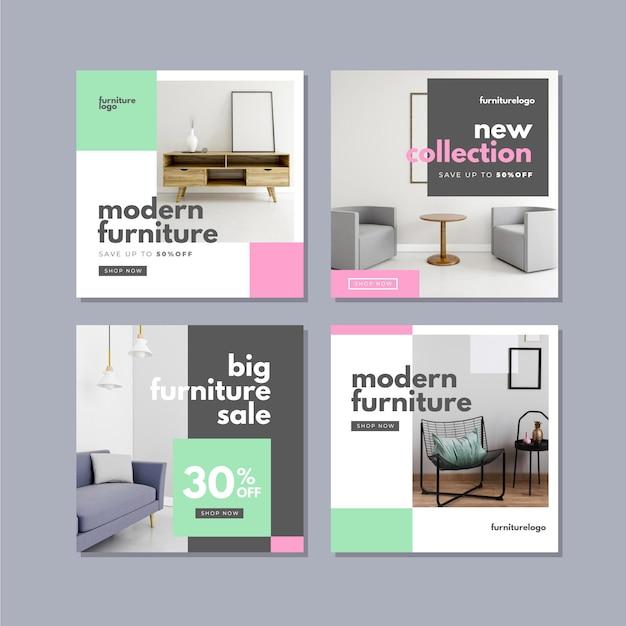 furniture
logo
modern
furniture
SAVE UP TO 50%OFF
SHOP NOW
furniturelogo
new
collection
SAVE UP TO 50%OFF
SHOP NOW
big
furniture
sale
30%
OFF
SHOP NOW
modern
furniture
SHOP NOW
furniturelogo